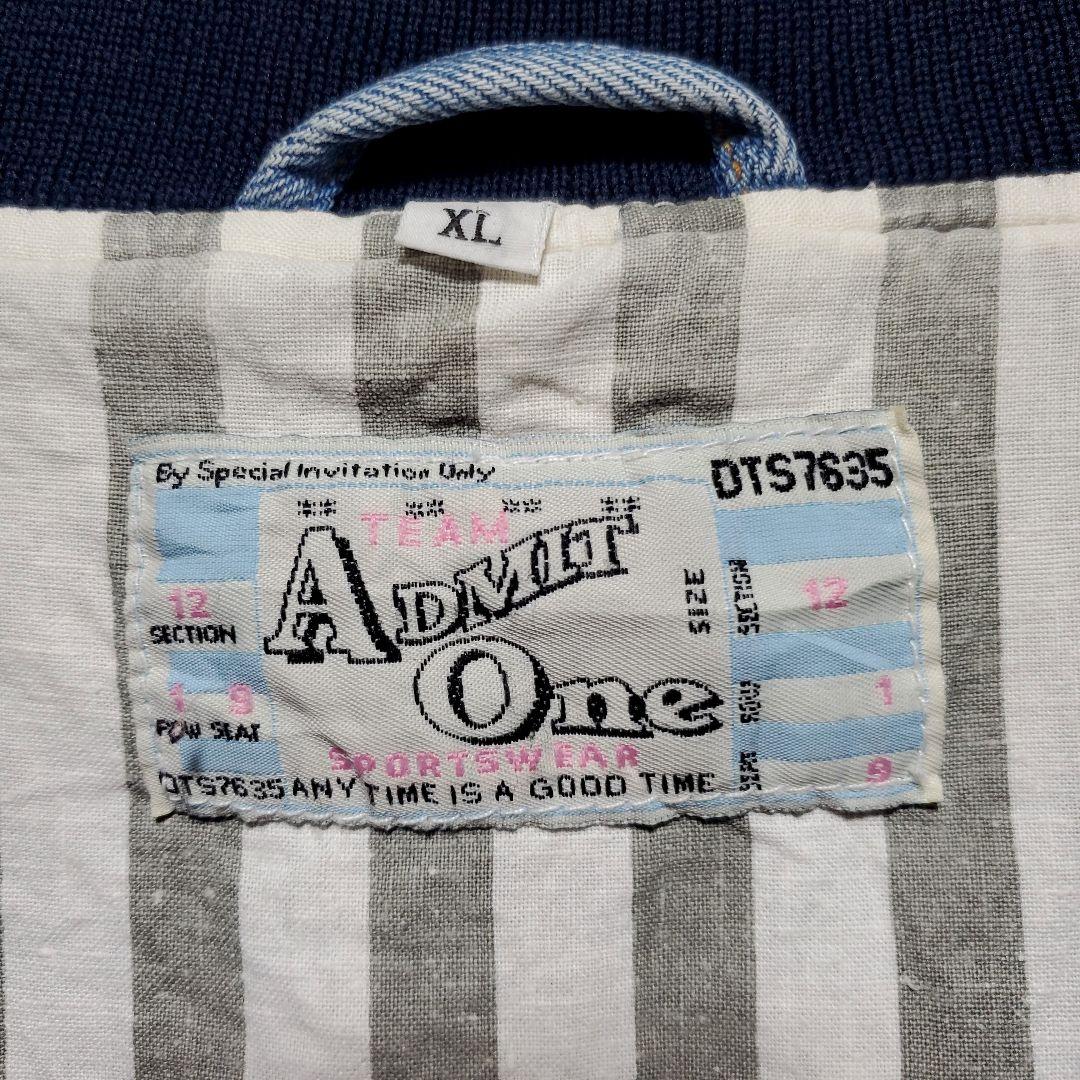 XL
By Special Invitation Only
DTS7635
** ** ** **
TEAM
ADMIT
ONE
SPORTSWEAR
12
SECTION
1 9
ROW SEAT
SIZE
SECTION
12
ROW
1
SEAT
9
DTS7635 ANY TIME IS A GOOD TIME